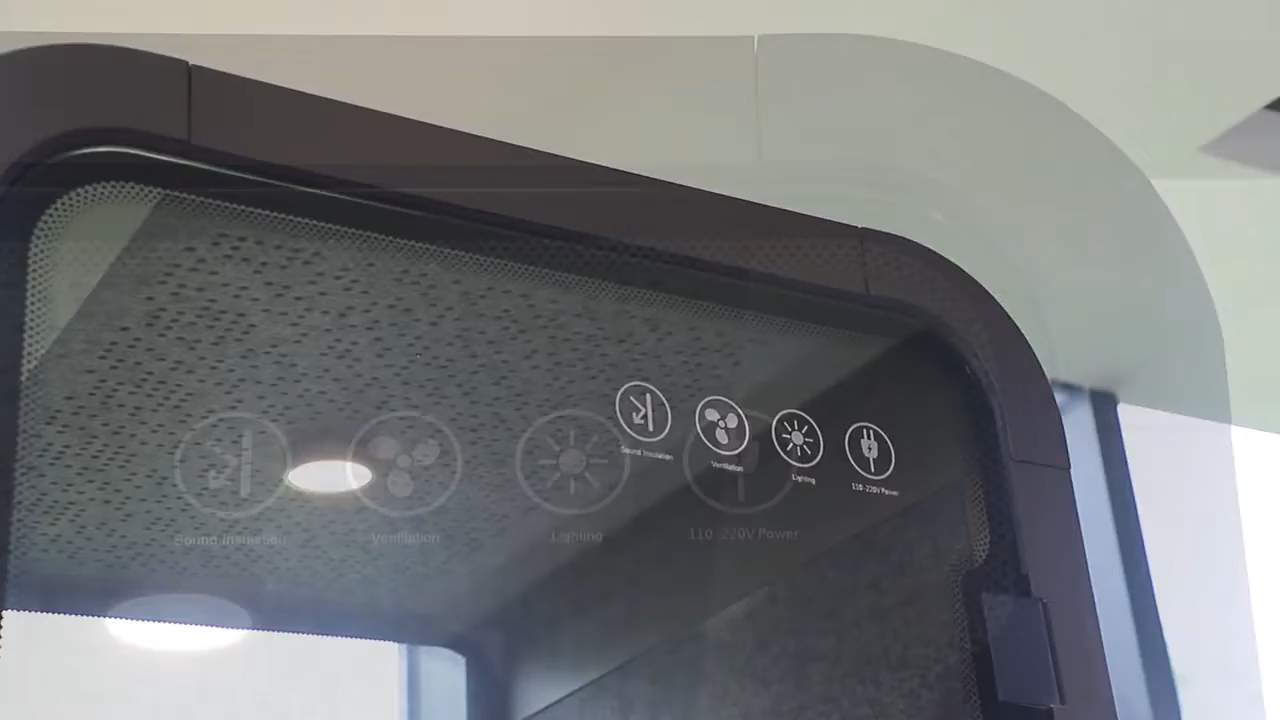 Sound Insulation
Ventilation
Lighting
110-220V Power
Sound Insulation
Ventilation
Lighting
110-220V Power